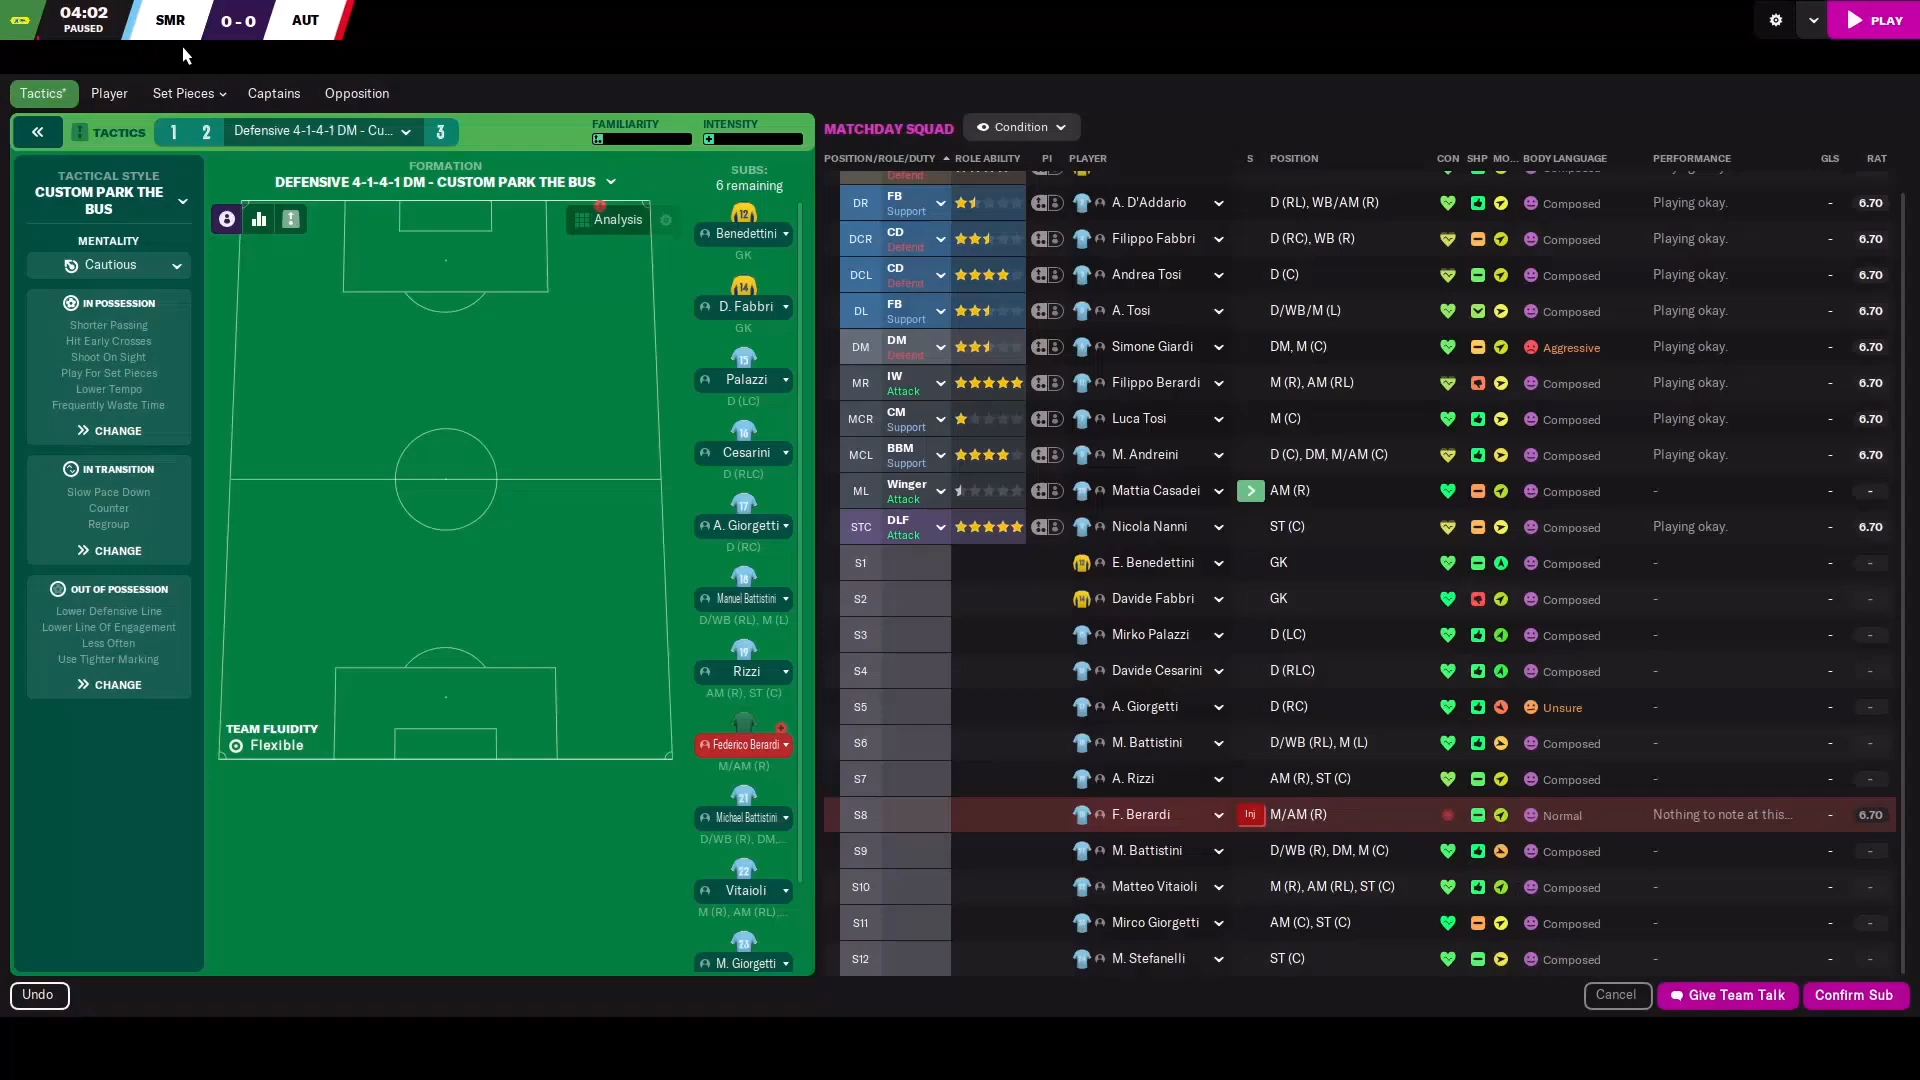 04:02
PAUSED
SMR
0 - 0
AUT
PLAY
Tactics*
Player
Set Pieces
Captains
Opposition
TACTICS
1
2
Defensive 4-1-4-1 DM - Cu...
3
FAMILIARITY
INTENSITY
TACTICAL STYLE
CUSTOM PARK THE
BUS
MENTALITY
Cautious
IN POSSESSION
Shorter Passing
Hit Early Crosses
Shoot On Sight
Play For Set Pieces
Lower Tempo
Frequently Waste Time
CHANGE
IN TRANSITION
Slow Pace Down
Counter
Regroup
CHANGE
OUT OF POSSESSION
Lower Defensive Line
Lower Line Of Engagement
Less Often
Use Tighter Marking
CHANGE
FORMATION
DEFENSIVE 4-1-4-1 DM - CUSTOM PARK THE BUS
Analysis
TEAM FLUIDITY
Flexible
SUBS:
6 remaining
12
Benedettini
GK
14
D. Fabbri
GK
15
Palazzi
D (LC)
16
Cesarini
D (RLC)
17
A. Giorgetti
D (RC)
18
Manuel Battistini
D/WB (RL), M (L)
19
Rizzi
AM (R), ST (C)
Federico Berardi
M/AM (R)
21
Michael Battistini
D/WB (R), DM,...
22
Vitaioli
M (R), AM (RL),...
23
M. Giorgetti
MATCHDAY SQUAD
Condition
POSITION/ROLE/DUTY ROLE ABILITY PI PLAYER S POSITION CON SHP MO... BODY LANGUAGE PERFORMANCE GLS RAT
Defend Composed
DR FB Support A. D'Addario D (RL), WB/AM (R) Composed Playing okay. - 6.70
DCR CD Defend Filippo Fabbri D (RC), WB (R) Composed Playing okay. - 6.70
DCL CD Defend Andrea Tosi D (C) Composed Playing okay. - 6.70
DL FB Support A. Tosi D/WB/M (L) Composed Playing okay. - 6.70
DM DM Defend Simone Giardi DM, M (C) Aggressive Playing okay. - 6.70
MR IW Attack Filippo Berardi M (R), AM (RL) Composed Playing okay. - 6.70
MCR CM Support Luca Tosi M (C) Composed Playing okay. - 6.70
MCL BBM Support M. Andreini D (C), DM, M/AM (C) Composed Playing okay. - 6.70
ML Winger Attack Mattia Casadei AM (R) Composed - -
STC DLF Attack Nicola Nanni ST (C) Composed Playing okay. - 6.70
S1 E. Benedettini GK Composed - - -
S2 Davide Fabbri GK Composed - - -
S3 Mirko Palazzi D (LC) Composed - - -
S4 Davide Cesarini D (RLC) Composed - - -
S5 A. Giorgetti D (RC) Unsure - - -
S6 M. Battistini D/WB (RL), M (L) Composed - - -
S7 A. Rizzi AM (R), ST (C) Composed - - -
S8 F. Berardi Inj M/AM (R) Normal Nothing to note at this... - 6.70
S9 M. Battistini D/WB (R), DM, M (C) Composed - - -
S10 Matteo Vitaioli M (R), AM (RL), ST (C) Composed - - -
S11 Mirco Giorgetti AM (C), ST (C) Composed - - -
S12 M. Stefanelli ST (C) Composed - - -
Undo
Cancel
Give Team Talk
Confirm Sub